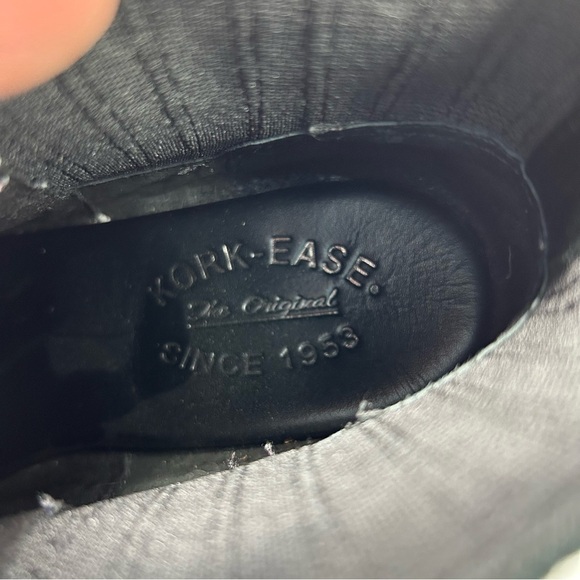 KORK-EASE®
The Original
SINCE 1953